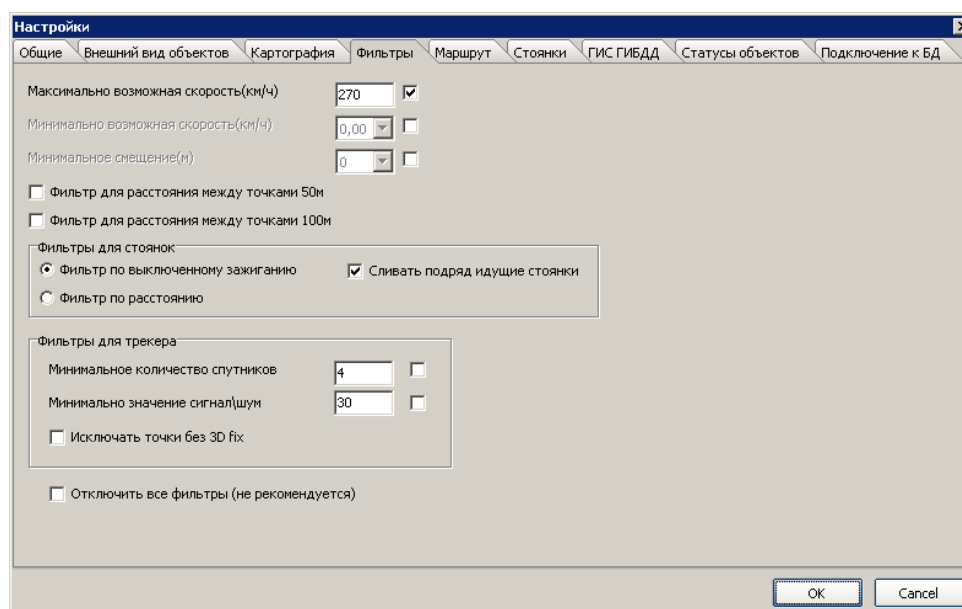 Настройки
Общие Внешний вид объектов Картография Фильтры Маршрут Стоянки ГИС ГИБДД Статусы объектов Подключение к БД
Максимально возможная скорость(км/ч) 270
Минимально возможная скорость(км/ч) 0,00
Минимальное смещение(м) 0
Фильтр для расстояния между точками 50м
Фильтр для расстояния между точками 100м
Фильтры для стоянок
Фильтр по выключенному зажиганию Сливать подряд идущие стоянки
Фильтр по расстоянию
Фильтры для трекера
Минимальное количество спутников 4
Минимально значение сигнал\шум 30
Исключать точки без 3D fix
Отключить все фильтры (не рекомендуется)
OK Cancel